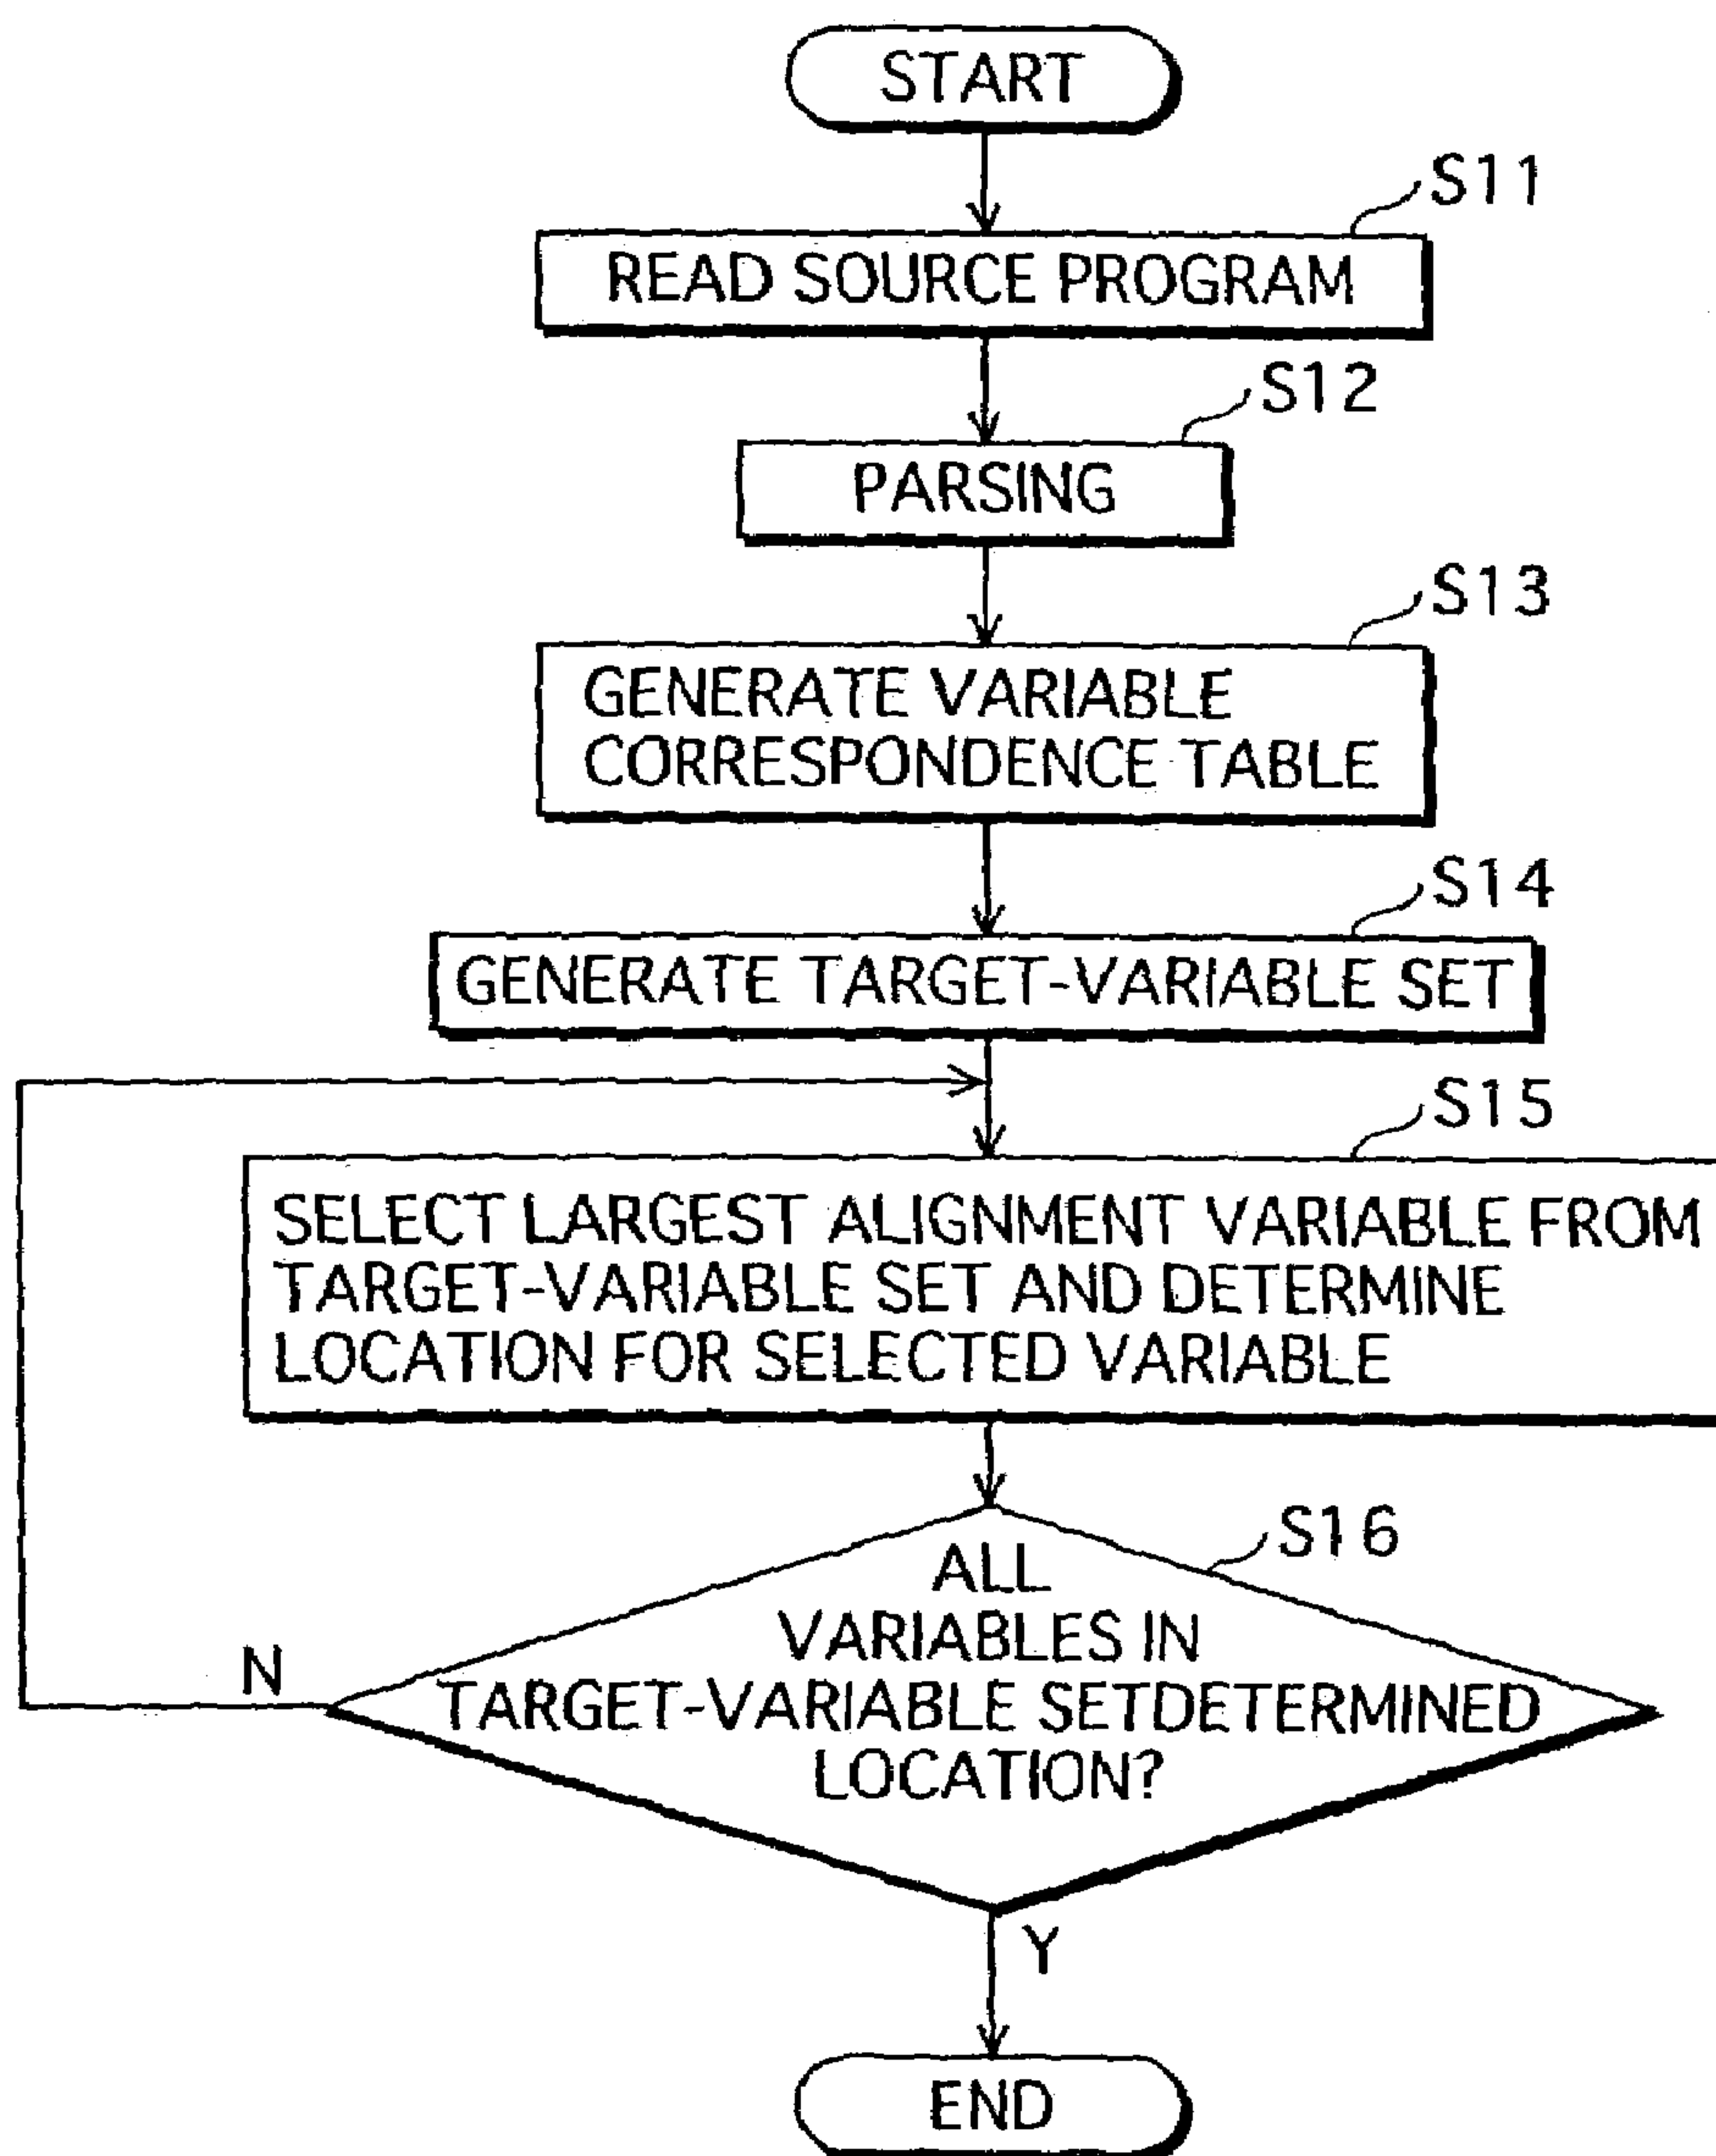 START
S11
READ SOURCE PROGRAM
S12
PARSING
S13
GENERATE VARIABLE
CORRESPONDENCE TABLE
S14
GENERATE TARGET-VARIABLE SET
S15
SELECT LARGEST ALIGNMENT VARIABLE FROM
TARGET-VARIABLE SET AND DETERMINE
LOCATION FOR SELECTED VARIABLE
S16
ALL
VARIABLES IN
TARGET-VARIABLE SETDETERMINED
LOCATION?
N
Y
END